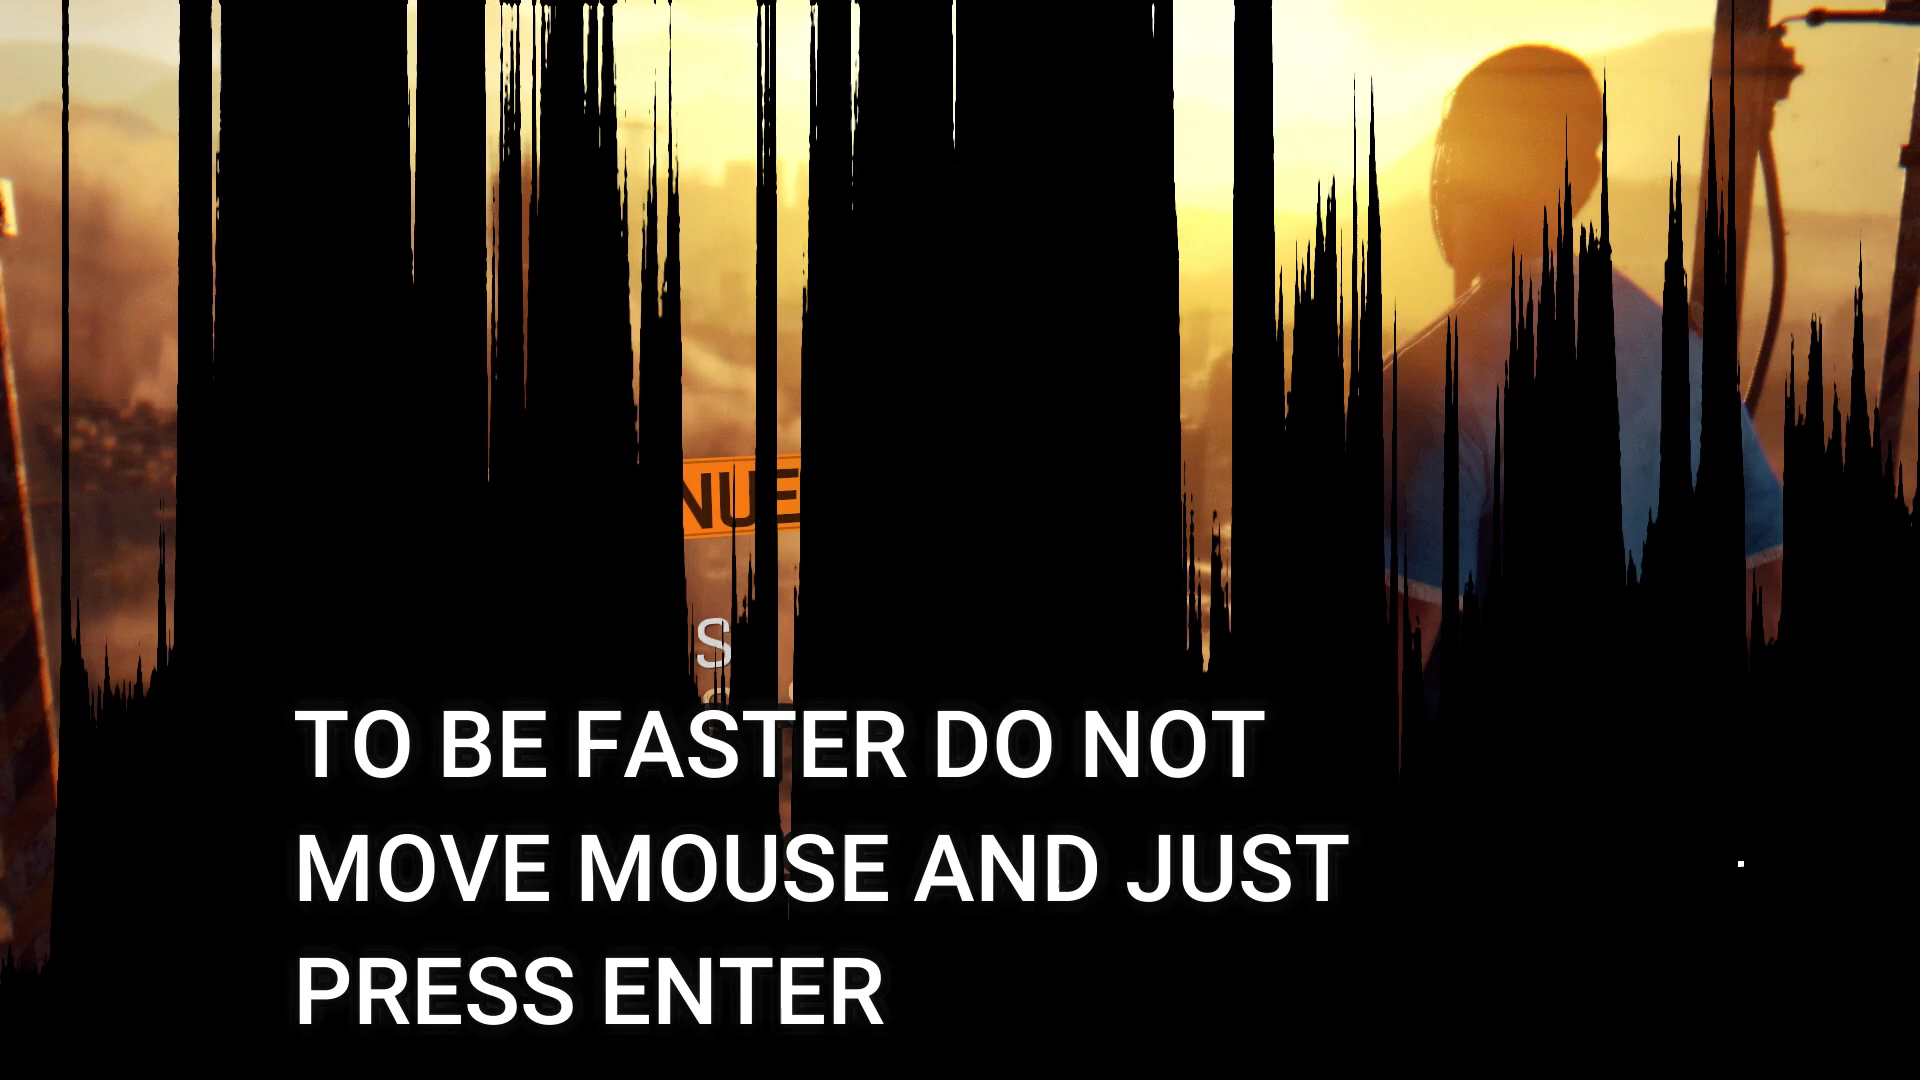 NUE
S
TO BE FASTER DO NOT
MOVE MOUSE AND JUST
PRESS ENTER